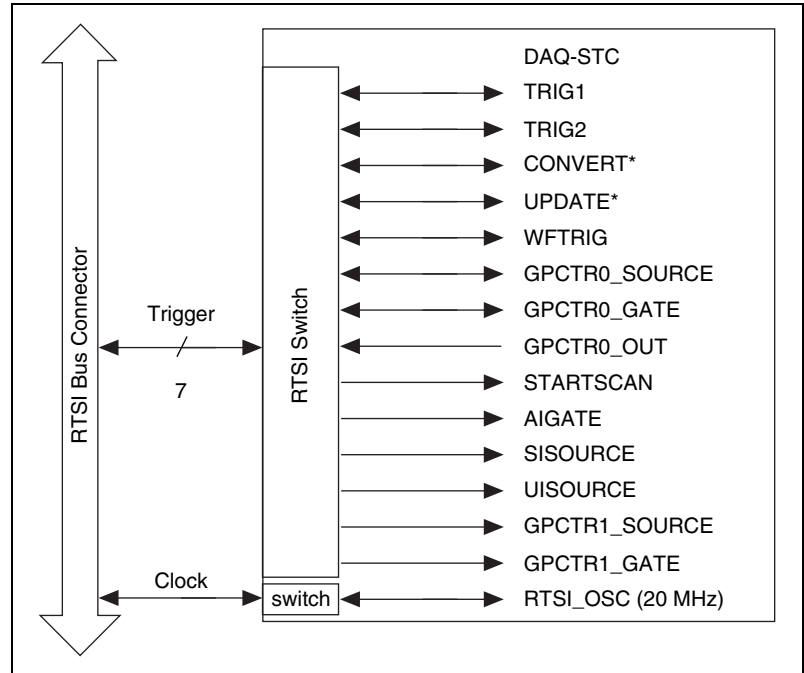 DAQ-STC
TRIG1
TRIG2
CONVERT*
UPDATE*
WFTRIG
GPCTR0_SOURCE
GPCTR0_GATE
GPCTR0_OUT
STARTSCAN
AIGATE
SISOURCE
UISOURCE
GPCTR1_SOURCE
GPCTR1_GATE
RTSI_OSC (20 MHz)
RTSI Bus Connector
Trigger
7
RTSI Switch
Clock
switch